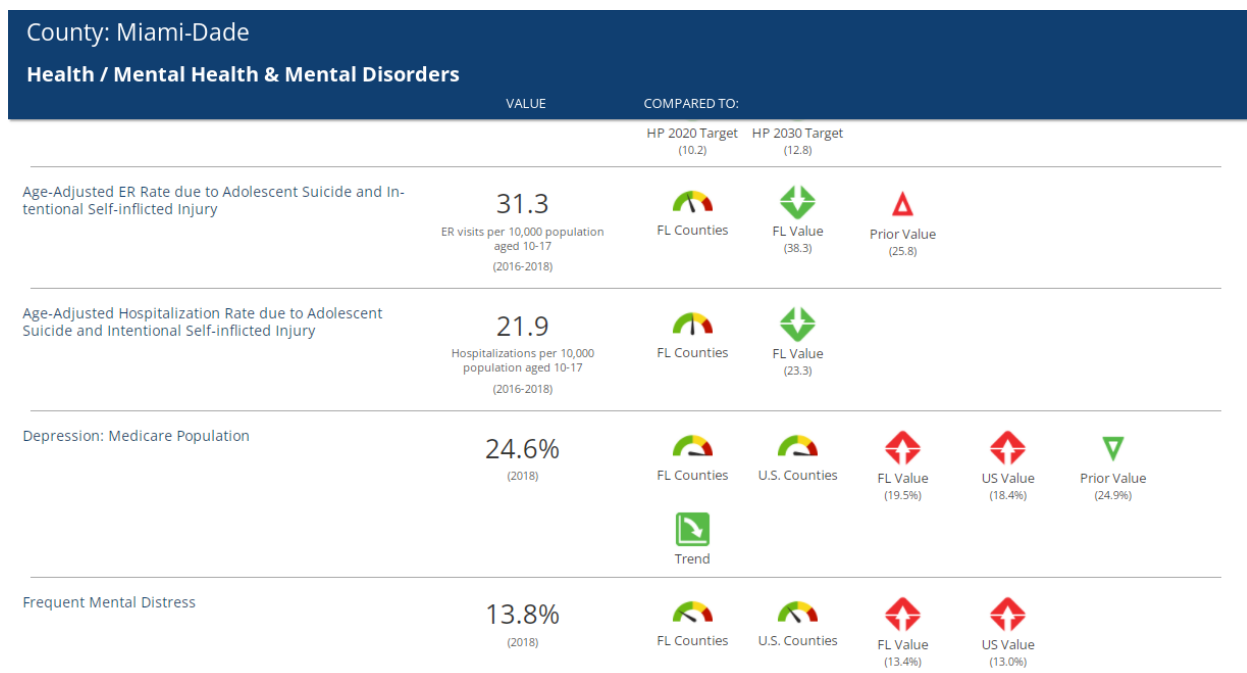 County: Miami-Dade
Health / Mental Health & Mental Disorders
VALUE COMPARED TO:
HP 2020 Target HP 2030 Target
(10.2) (12.8)
Age-Adjusted ER Rate due to Adolescent Suicide and In-
tentional Self-inflicted Injury
31.3
ER visits per 10,000 population
aged 10-17
(2016-2018)
FL Counties
FL Value
(38.3)
Prior Value
(25.8)
Age-Adjusted Hospitalization Rate due to Adolescent
Suicide and Intentional Self-inflicted Injury
21.9
Hospitalizations per 10,000
population aged 10-17
(2016-2018)
FL Counties
FL Value
(23.3)
Depression: Medicare Population
24.6%
(2018)
FL Counties
U.S. Counties
FL Value
(19.5%)
US Value
(18.4%)
Prior Value
(24.9%)
Trend
Frequent Mental Distress
13.8%
(2018)
FL Counties
U.S. Counties
FL Value
(13.4%)
US Value
(13.0%)